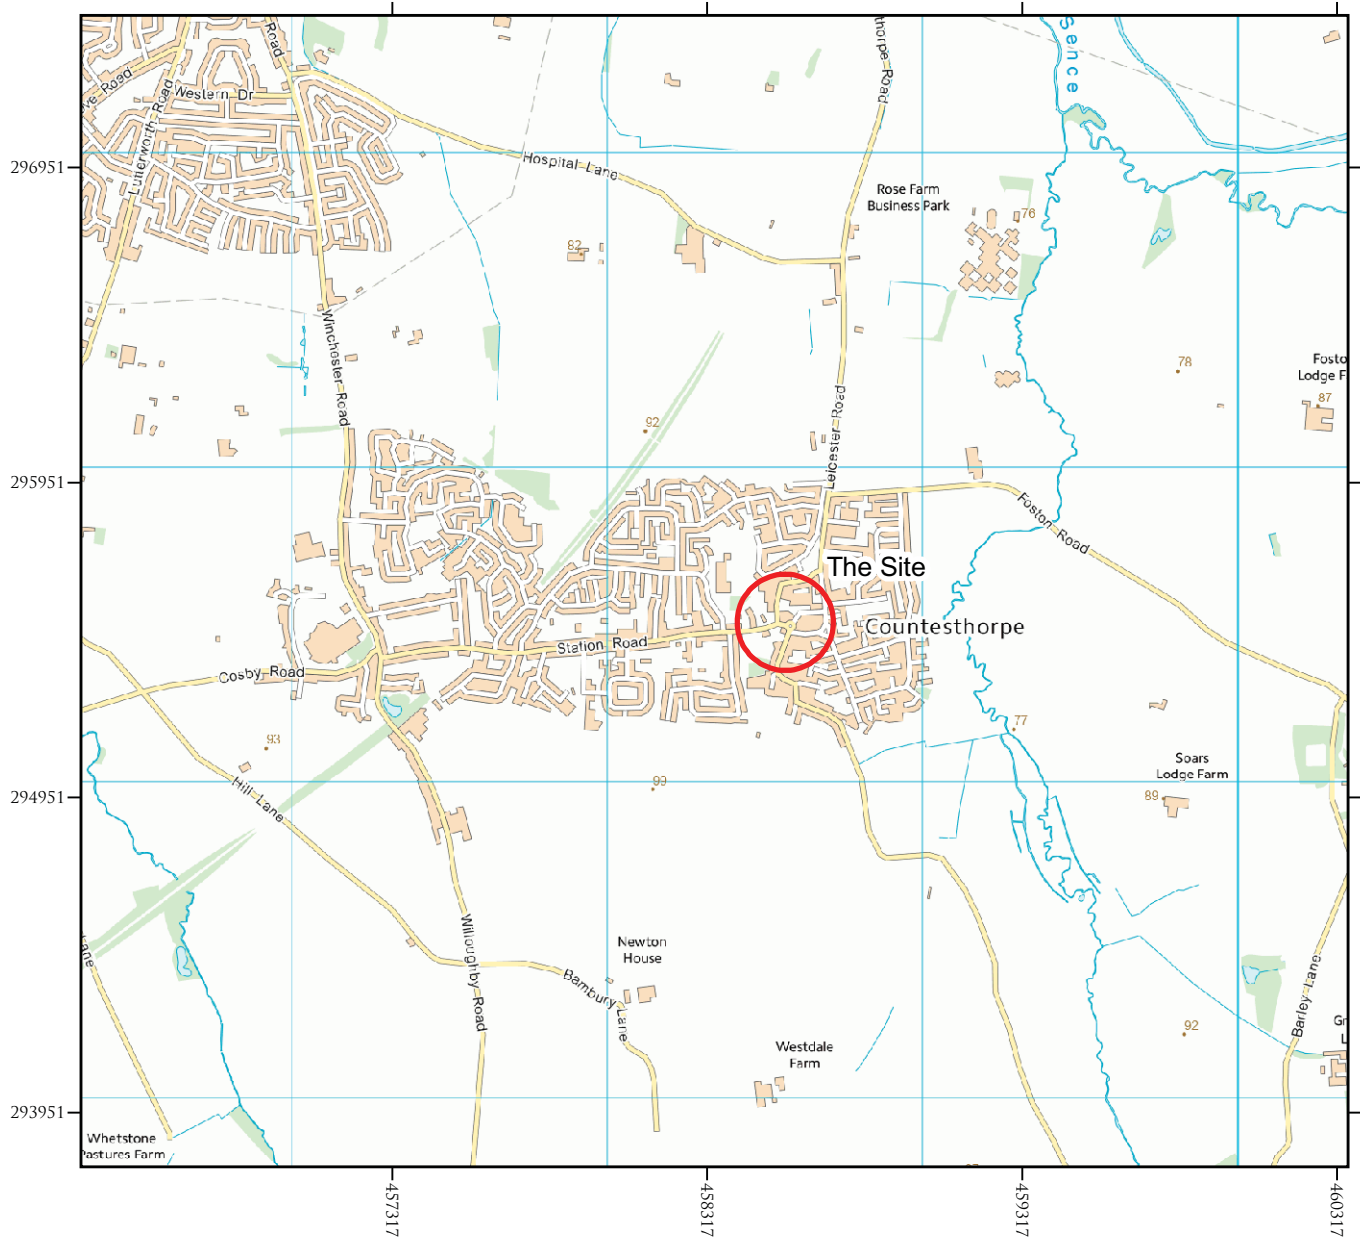 Sence
thorpe Road
Road
ve Road
Western Dr
Lutterworth Road
296951
Hospital Lane
Rose Farm
Business Park
76
82
Winchester Road
78
Fosto
Lodge F
87
Leicester Road
92
295951
Foston Road
The Site
Countesthorpe
Station Road
Cosby Road
77
93
Soars
Lodge Farm
Hill Lane
99
89
294951
Willoughby Road
Newton
House
Bambury Lane
Barley Lane
ane
92
Gr
L
Westdale
Farm
293951
Whetstone
Pastures Farm
457317
458317
459317
460317